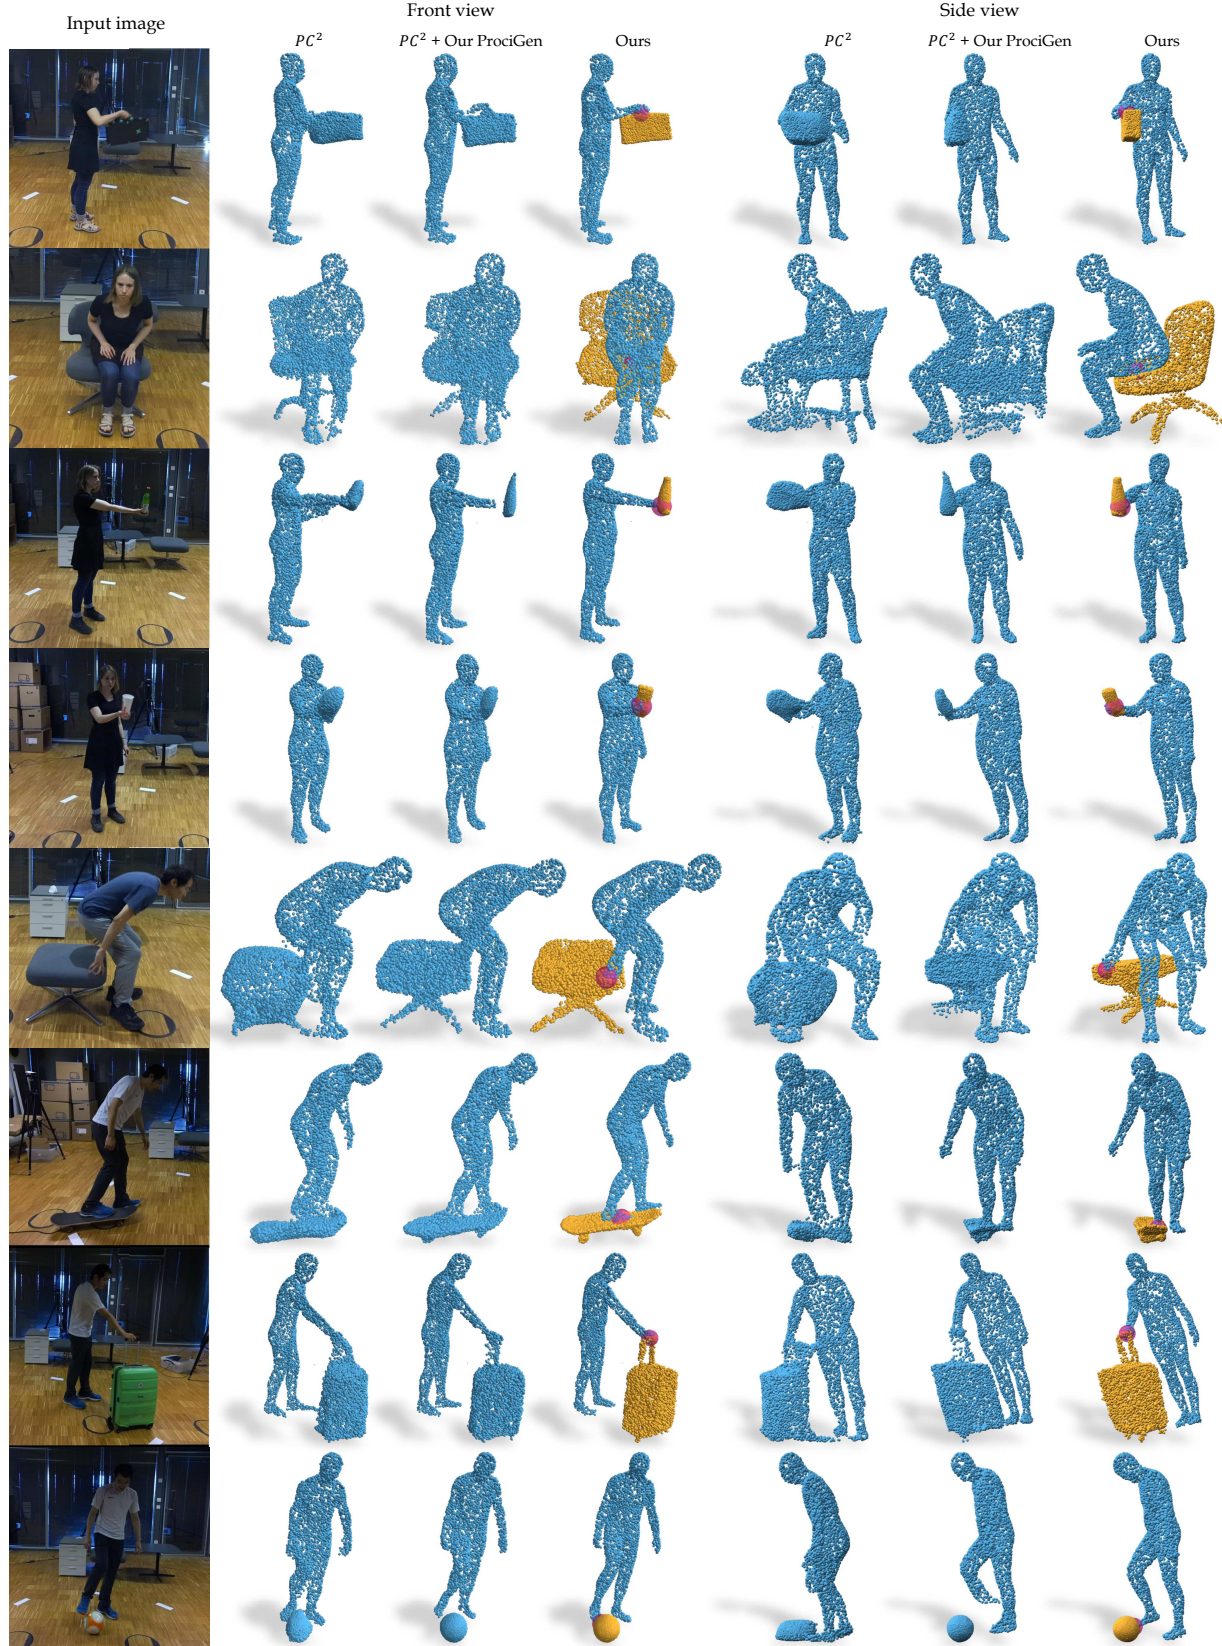 Input image
Front view
Side view
PC² PC² + Our ProciGen Ours
PC² PC² + Our ProciGen Ours